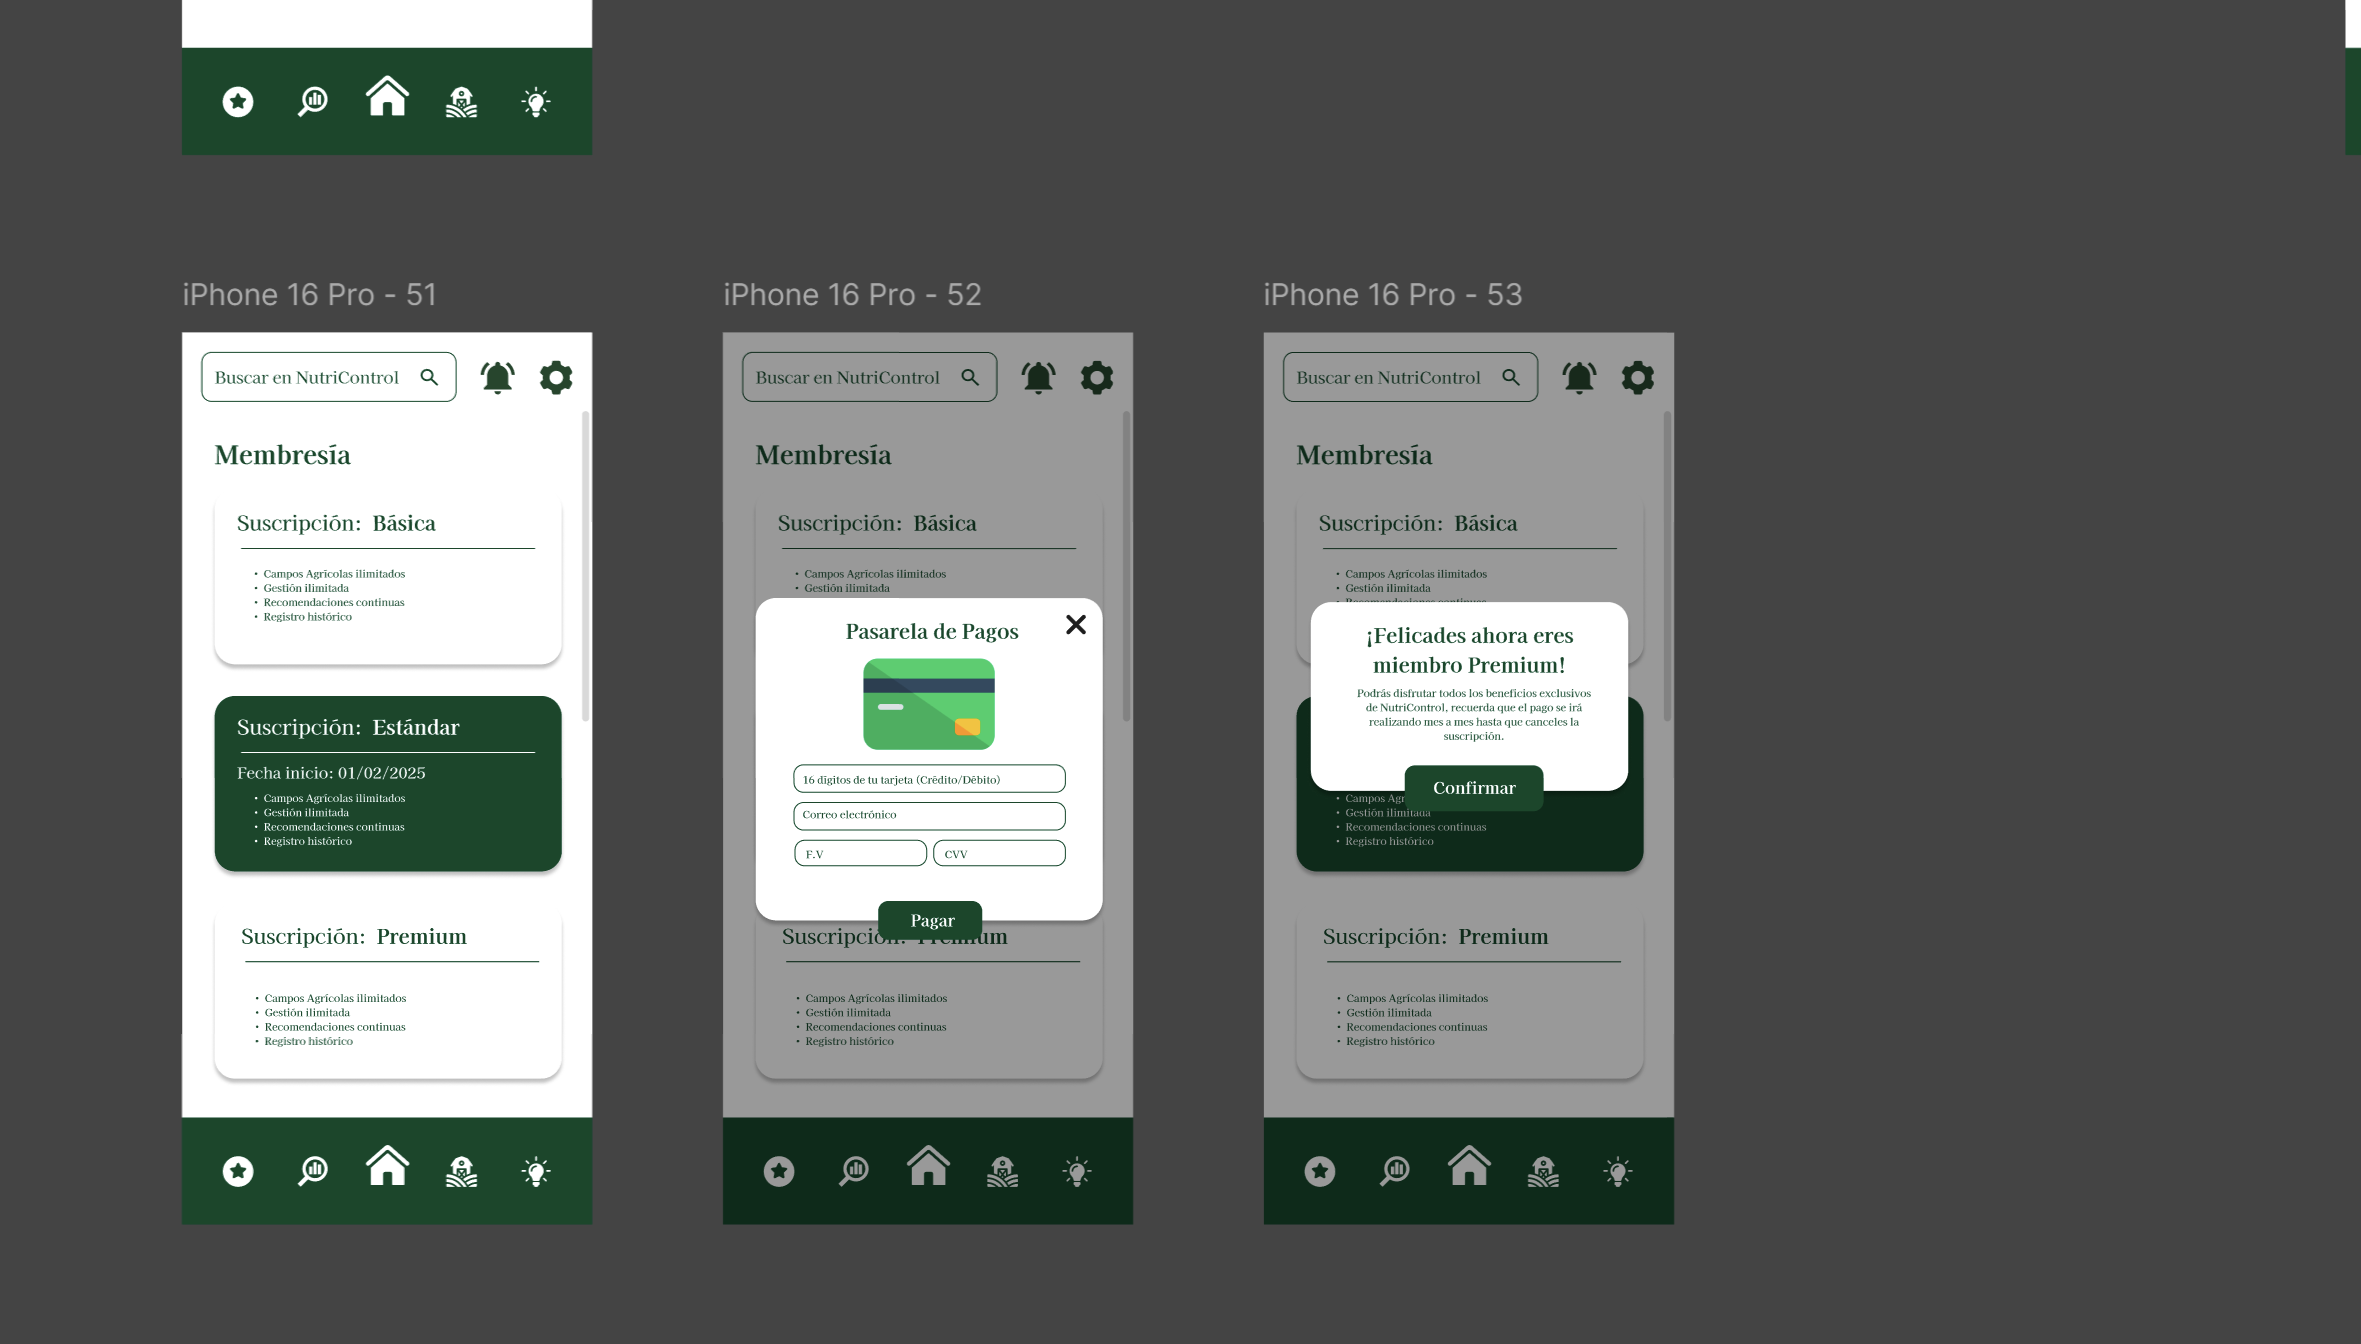 iPhone 16 Pro - 51
Buscar en NutriControl
Membresía
Suscripción: Básica
• Campos Agrícolas ilimitados
• Gestión ilimitada
• Recomendaciones continuas
• Registro histórico
Suscripción: Estándar
Fecha inicio: 01/02/2025
• Campos Agrícolas ilimitados
• Gestión ilimitada
• Recomendaciones continuas
• Registro histórico
Suscripción: Premium
• Campos Agrícolas ilimitados
• Gestión ilimitada
• Recomendaciones continuas
• Registro histórico
iPhone 16 Pro - 52
Buscar en NutriControl
Membresía
Suscripción: Básica
• Campos Agrícolas ilimitados
• Gestión ilimitada
Pasarela de Pagos
16 dígitos de tu tarjeta (Crédito/Débito)
Correo electrónico
F.V
CVV
Pagar
Suscripción: Premium
• Campos Agrícolas ilimitados
• Gestión ilimitada
• Recomendaciones continuas
• Registro histórico
iPhone 16 Pro - 53
Buscar en NutriControl
Membresía
Suscripción: Básica
• Campos Agrícolas ilimitados
• Gestión ilimitada
• Recomendaciones continuas
¡Felicades ahora eres
miembro Premium!
Podrás disfrutar todos los beneficios exclusivos
de NutriControl, recuerda que el pago se irá
realizando mes a mes hasta que canceles la
suscripción.
Confirmar
• Campos Agr
• Gestión ilimitada
• Recomendaciones continuas
• Registro histórico
Suscripción: Premium
• Campos Agrícolas ilimitados
• Gestión ilimitada
• Recomendaciones continuas
• Registro histórico